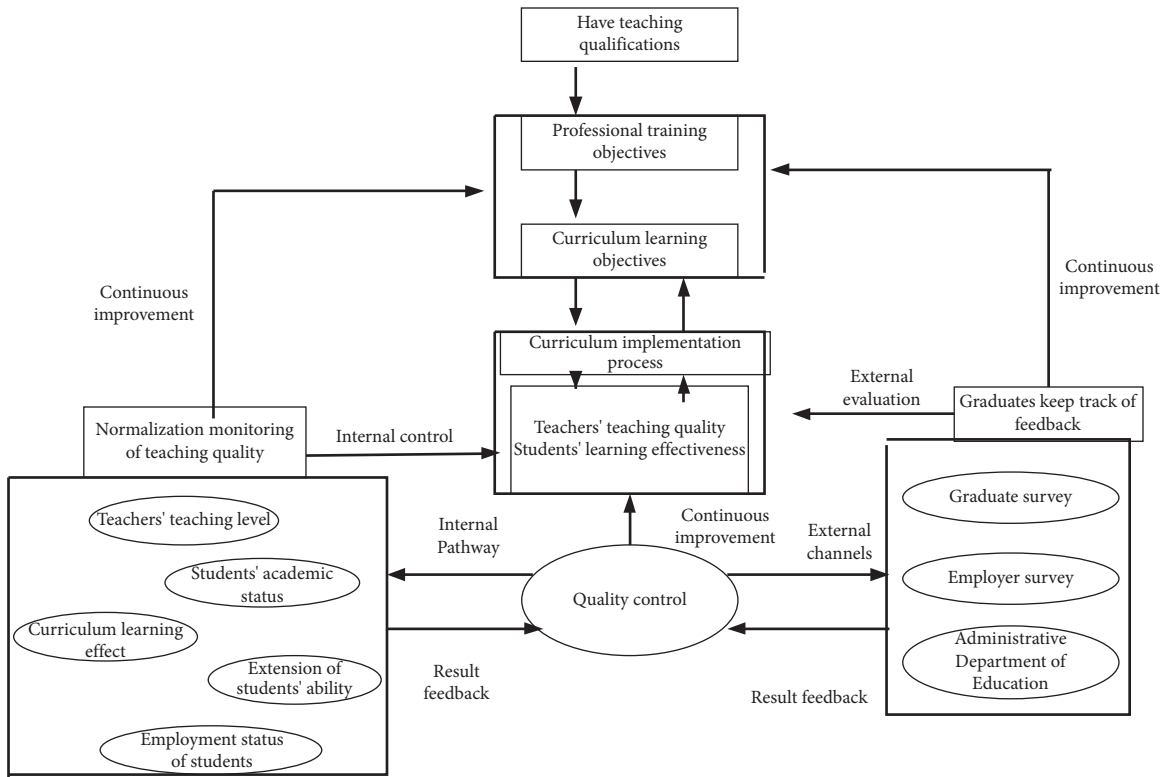 Have teaching
qualifications
Professional training
objectives
Curriculum learning
objectives
Continuous
improvement
Continuous
improvement
Curriculum implementation
process
External
evaluation
Graduates keep track of
feedback
Normalization monitoring
of teaching quality
Internal control
Teachers' teaching quality
Students' learning effectiveness
Graduate survey
Teachers' teaching level
Internal
Pathway
Continuous
improvement
External
channels
Students' academic
status
Quality control
Employer survey
Curriculum learning
effect
Extension of
students' ability
Result
feedback
Result feedback
Administrative
Department of
Education
Employment status
of students